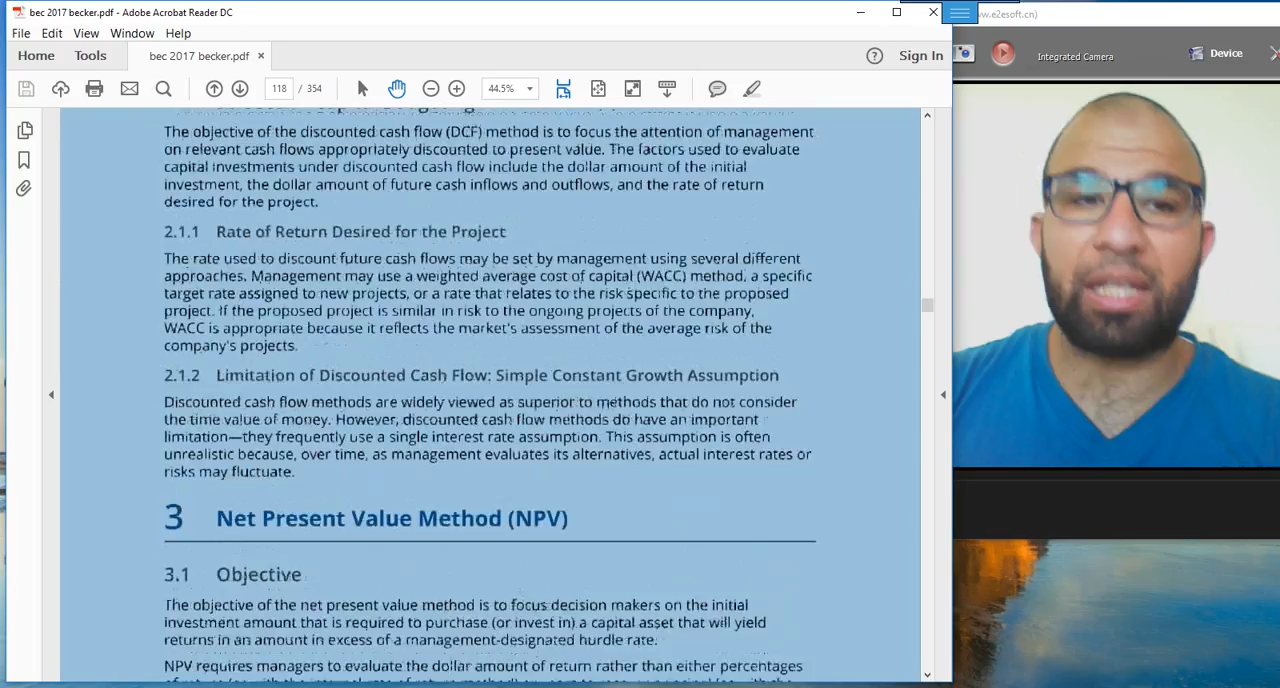 bec 2017 becker.pdf - Adobe Acrobat Reader DC
w.e2esoft.cn)
File Edit View Window Help
Home Tools bec 2017 becker.pdf × Sign In
118 / 354 44.5%
Integrated Camera Device
The objective of the discounted cash flow (DCF) method is to focus the attention of management
on relevant cash flows appropriately discounted to present value. The factors used to evaluate
capital investments under discounted cash flow include the dollar amount of the initial
investment, the dollar amount of future cash inflows and outflows, and the rate of return
desired for the project.
2.1.1 Rate of Return Desired for the Project
The rate used to discount future cash flows may be set by management using several different
approaches. Management may use a weighted average cost of capital (WACC) method, a specific
target rate assigned to new projects, or a rate that relates to the risk specific to the proposed
project. If the proposed project is similar in risk to the ongoing projects of the company,
WACC is appropriate because it reflects the market's assessment of the average risk of the
company's projects.
2.1.2 Limitation of Discounted Cash Flow: Simple Constant Growth Assumption
Discounted cash flow methods are widely viewed as superior to methods that do not consider
the time value of money. However, discounted cash flow methods do have an important
limitation—they frequently use a single interest rate assumption. This assumption is often
unrealistic because, over time, as management evaluates its alternatives, actual interest rates or
risks may fluctuate.
3 Net Present Value Method (NPV)
3.1 Objective
The objective of the net present value method is to focus decision makers on the initial
investment amount that is required to purchase (or invest in) a capital asset that will yield
returns in an amount in excess of a management-designated hurdle rate.
NPV requires managers to evaluate the dollar amount of return rather than either percentages